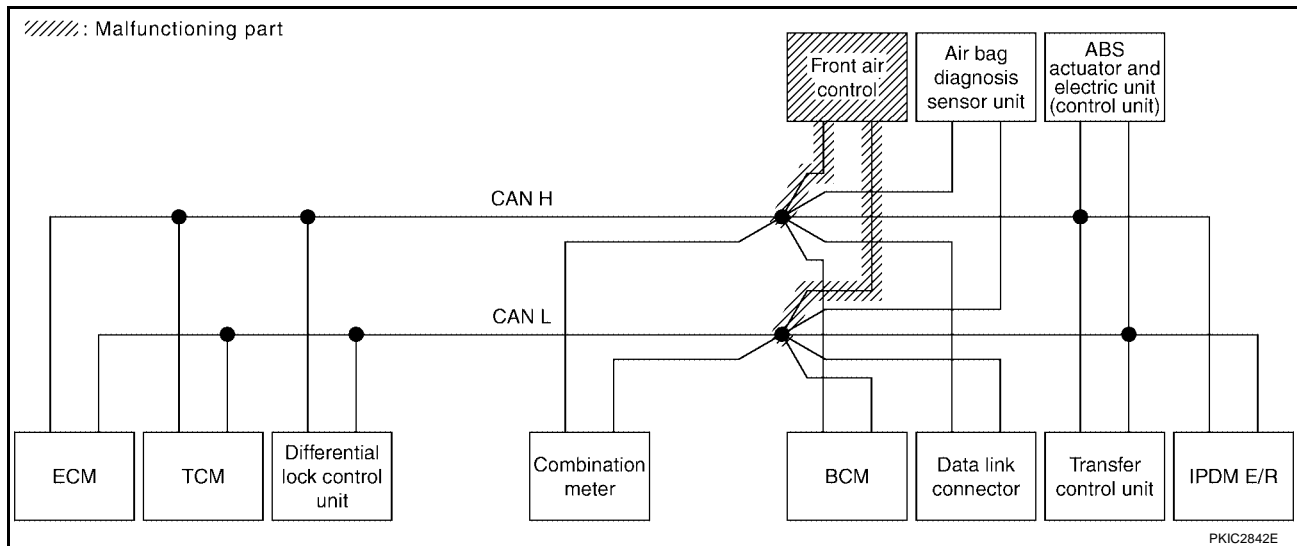 : Malfunctioning part
Front air
control
Air bag
diagnosis
sensor unit
ABS
actuator and
electric unit
(control unit)
CAN H
CAN L
ECM
TCM
Differential
lock control
unit
Combination
meter
BCM
Data link
connector
Transfer
control unit
IPDM E/R
PKIC2842E